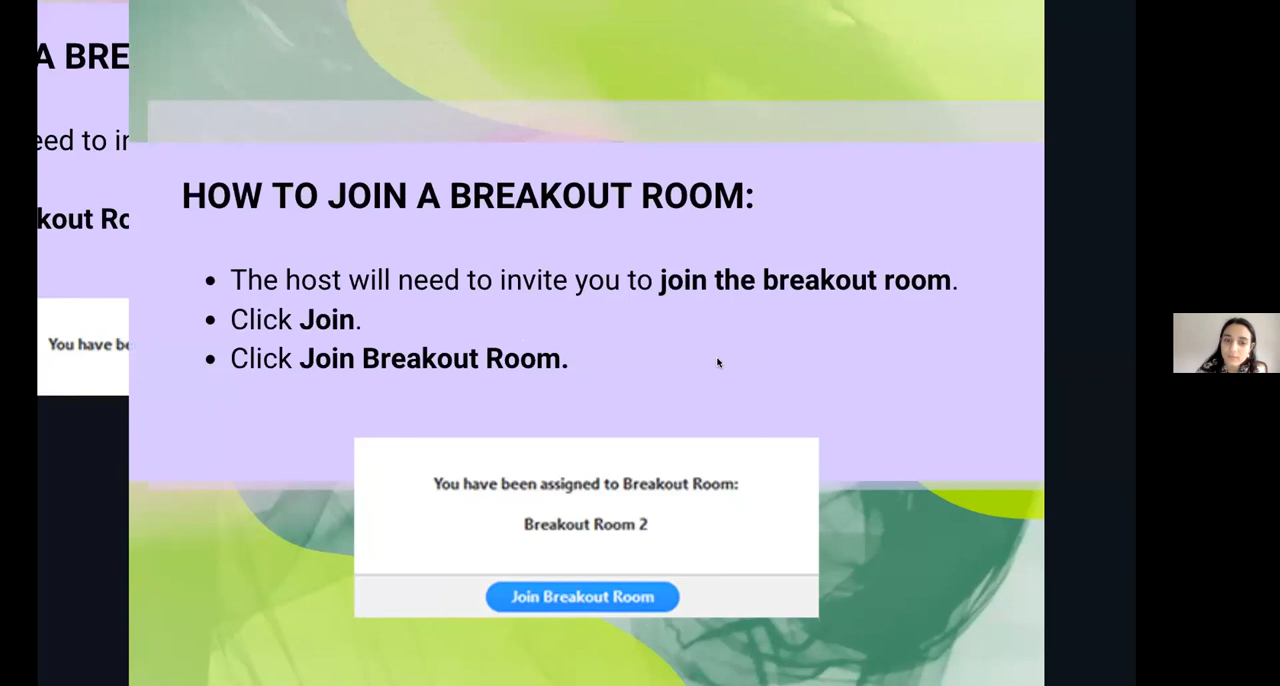 A BRE
eed to ir
kout Ro
You have be
HOW TO JOIN A BREAKOUT ROOM:
• The host will need to invite you to join the breakout room.
• Click Join.
• Click Join Breakout Room.
You have been assigned to Breakout Room:
Breakout Room 2
Join Breakout Room